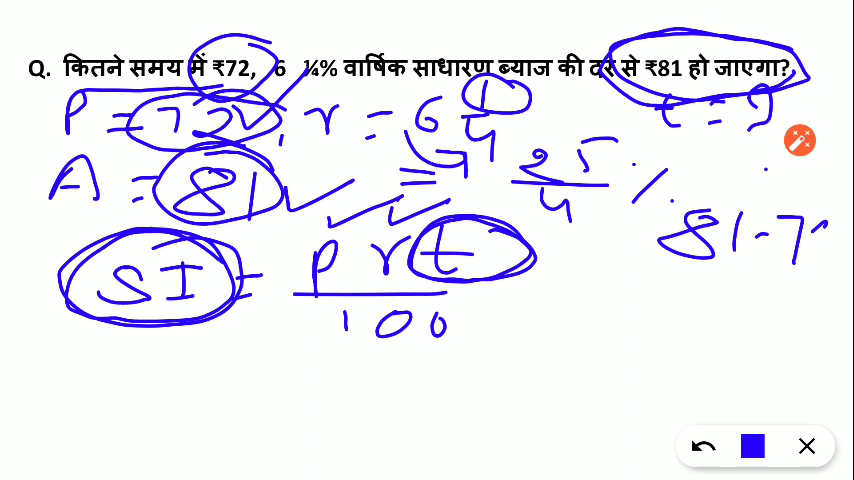 Q. कितने समय में ₹72, 6 ¼% वार्षिक साधारण ब्याज की दर से ₹81 हो जाएगा?
P = 72, r = 6 1/4 t = ?
A = 81 = 25/4 %
81-7
SI = prt/100